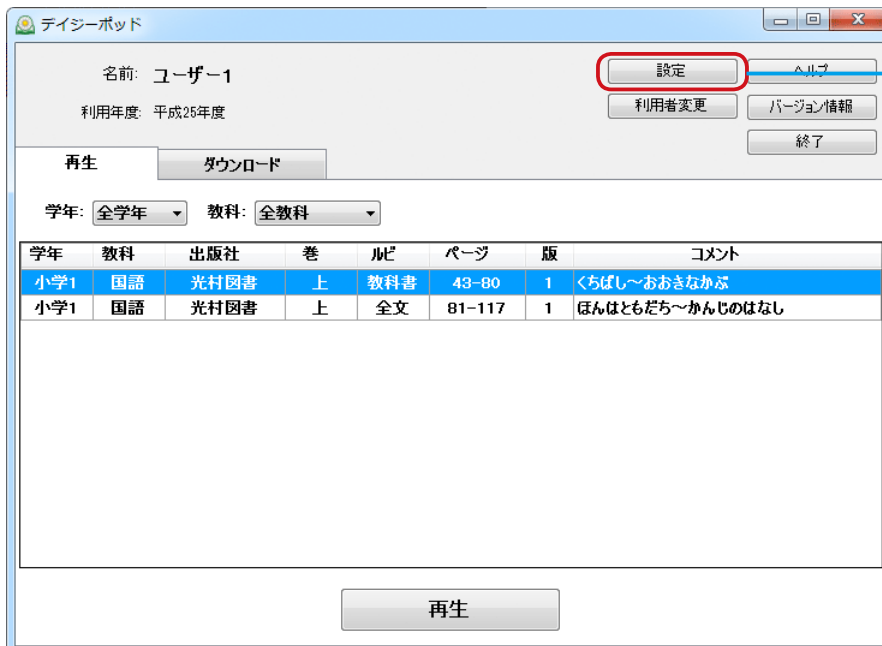 デイジーポッド
名前: ユーザー1
設定
ヘルプ
利用年度: 平成25年度
利用者変更
バージョン情報
終了
再生
ダウンロード
学年: 全学年
教科: 全教科
学年 教科 出版社 巻 ルビ ページ 版 コメント
小学1 国語 光村図書 上 教科書 43-80 1 くちばし～おおきなかぶ
小学1 国語 光村図書 上 全文 81-117 1 ほんはともだち～かんじのはなし
再生